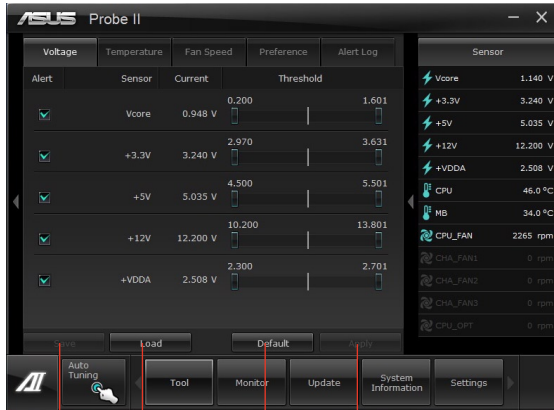 ASUS Probe II
Voltage Temperature Fan Speed Preference Alert Log
Alert Sensor Current Threshold
Vcore 0.948 V 0.200 1.601
+3.3V 3.240 V 2.970 3.631
+5V 5.035 V 4.500 5.501
+12V 12.200 V 10.200 13.801
+VDDA 2.508 V 2.300 2.701
Save Load Default Apply
Sensor
Vcore 1.140 V
+3.3V 3.240 V
+5V 5.035 V
+12V 12.200 V
+VDDA 2.508 V
CPU 46.0 °C
MB 34.0 °C
CPU_FAN 2265 rpm
CHA_FAN1 0 rpm
CHA_FAN2 0 rpm
CHA_FAN3 0 rpm
CPU_OPT 0 rpm
AI
Auto
Tuning
Tool Monitor Update System
Information Settings